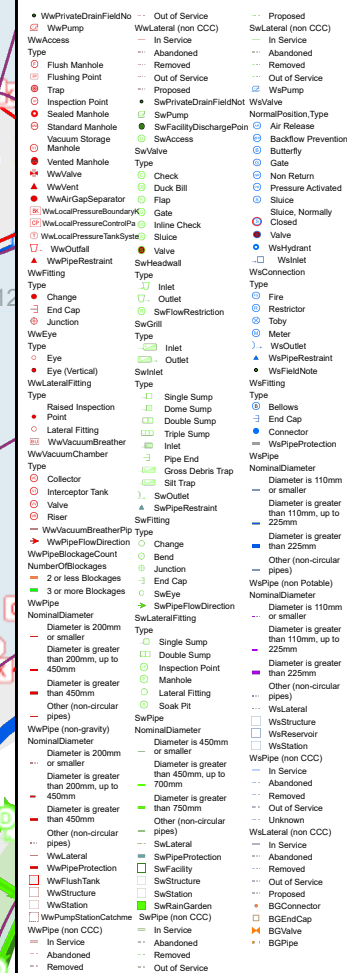 WwPrivateDrainFieldNo
WwPump
WwAccess
Type
Flush Manhole
Flushing Point
Trap
Inspection Point
Sealed Manhole
Standard Manhole
Vacuum Storage
Manhole
Vented Manhole
WwValve
WwVent
WwAirGapSeparator
WwLocalPressureBoundaryK
WwLocalPressureControlPa
WwLocalPressureTankSyste
WwOutfall
WwPipeRestraint
WwFitting
Type
Change
End Cap
Junction
WwEye
Type
Eye
Eye (Vertical)
WwLateralFitting
Type
Raised Inspection
Point
Lateral Fitting
WwVacuumBreather
WwVacuumChamber
Type
Collector
Interceptor Tank
Valve
Riser
WwVacuumBreatherPip
WwPipeFlowDirection
WwPipeBlockageCount
NumberOfBlockages
2 or less Blockages
3 or more Blockages
WwPipe
NominalDiameter
Diameter is 200mm
or smaller
Diameter is greater
than 200mm, up to
450mm
Diameter is greater
than 450mm
Other (non-circular
pipes)
WwPipe (non-gravity)
NominalDiameter
Diameter is 200mm
or smaller
Diameter is greater
than 200mm, up to
450mm
Diameter is greater
than 450mm
Other (non-circular
pipes)
WwLateral
WwPipeProtection
WwFlushTank
WwStructure
WwStation
WwPumpStationCatchme
WwPipe (non CCC)
In Service
Abandoned
Removed
Out of Service
WwLateral (non CCC)
In Service
Abandoned
Removed
Out of Service
Proposed
SwPrivateDrainFieldNot
SwPump
SwFacilityDischargePoin
SwAccess
SwValve
Type
Check
Duck Bill
Flap
Gate
Inline Check
Sluice
Valve
SwHeadwall
Type
Inlet
Outlet
SwFlowRestriction
SwGrill
Type
Inlet
Outlet
SwInlet
Type
Single Sump
Dome Sump
Double Sump
Triple Sump
Inlet
Pipe End
Gross Debris Trap
Silt Trap
SwOutlet
SwPipeRestraint
SwFitting
Type
Change
Bend
Junction
End Cap
SwEye
SwPipeFlowDirection
SwLateralFitting
Type
Single Sump
Double Sump
Inspection Point
Manhole
Lateral Fitting
Soak Pit
SwPipe
NominalDiameter
Diameter is 450mm
or smaller
Diameter is greater
than 450mm, up to
700mm
Diameter is greater
than 750mm
Other (non-circular
pipes)
SwLateral
SwPipeProtection
SwFacility
SwStructure
SwStation
SwRainGarden
SwPipe (non CCC)
In Service
Abandoned
Removed
Out of Service
Proposed
SwLateral (non CCC)
In Service
Abandoned
Removed
Out of Service
WsPump
WsValve
NormalPosition,Type
Air Release
Backflow Prevention
Butterfly
Gate
Non Return
Pressure Activated
Sluice
Sluice, Normally
Closed
Valve
WsHydrant
WsInlet
WsConnection
Type
Fire
Restrictor
Toby
Meter
WsOutlet
WsPipeRestraint
WsFieldNote
WsFitting
Type
Bellows
End Cap
Connector
WsPipeProtection
WsPipe
NominalDiameter
Diameter is 110mm
or smaller
Diameter is greater
than 110mm, up to
225mm
Diameter is greater
than 225mm
Other (non-circular
pipes)
WsPipe (non Potable)
NominalDiameter
Diameter is 110mm
or smaller
Diameter is greater
than 110mm, up to
225mm
Diameter is greater
than 225mm
Other (non-circular
pipes)
WsLateral
WsStructure
WsReservoir
WsStation
WsPipe (non CCC)
In Service
Abandoned
Removed
Out of Service
Unknown
WsLateral (non CCC)
In Service
Abandoned
Removed
Out of Service
Proposed
BGConnector
BGEndCap
BGValve
BGPipe